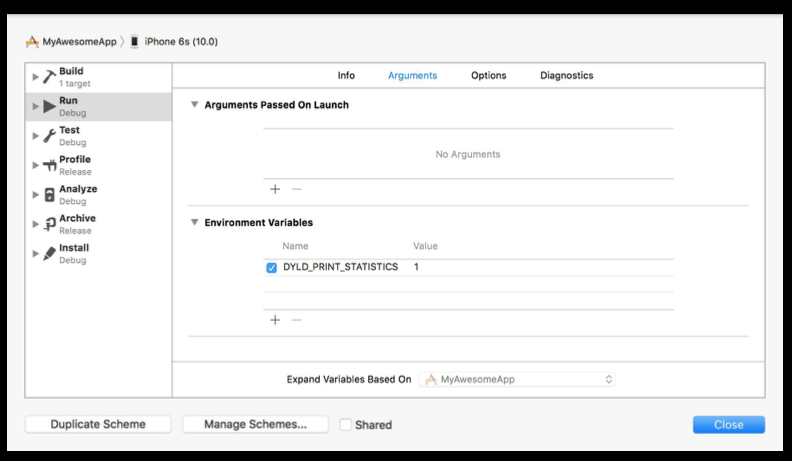 MyAwesomeApp 〉 iPhone 6s (10.0)
Build
1 target
Run
Debug
Test
Debug
Profile
Release
Analyze
Debug
Archive
Release
Install
Debug
Info Arguments Options Diagnostics
Arguments Passed On Launch
No Arguments
Environment Variables
Name Value
DYLD_PRINT_STATISTICS 1
Expand Variables Based On MyAwesomeApp
Duplicate Scheme Manage Schemes... Shared Close